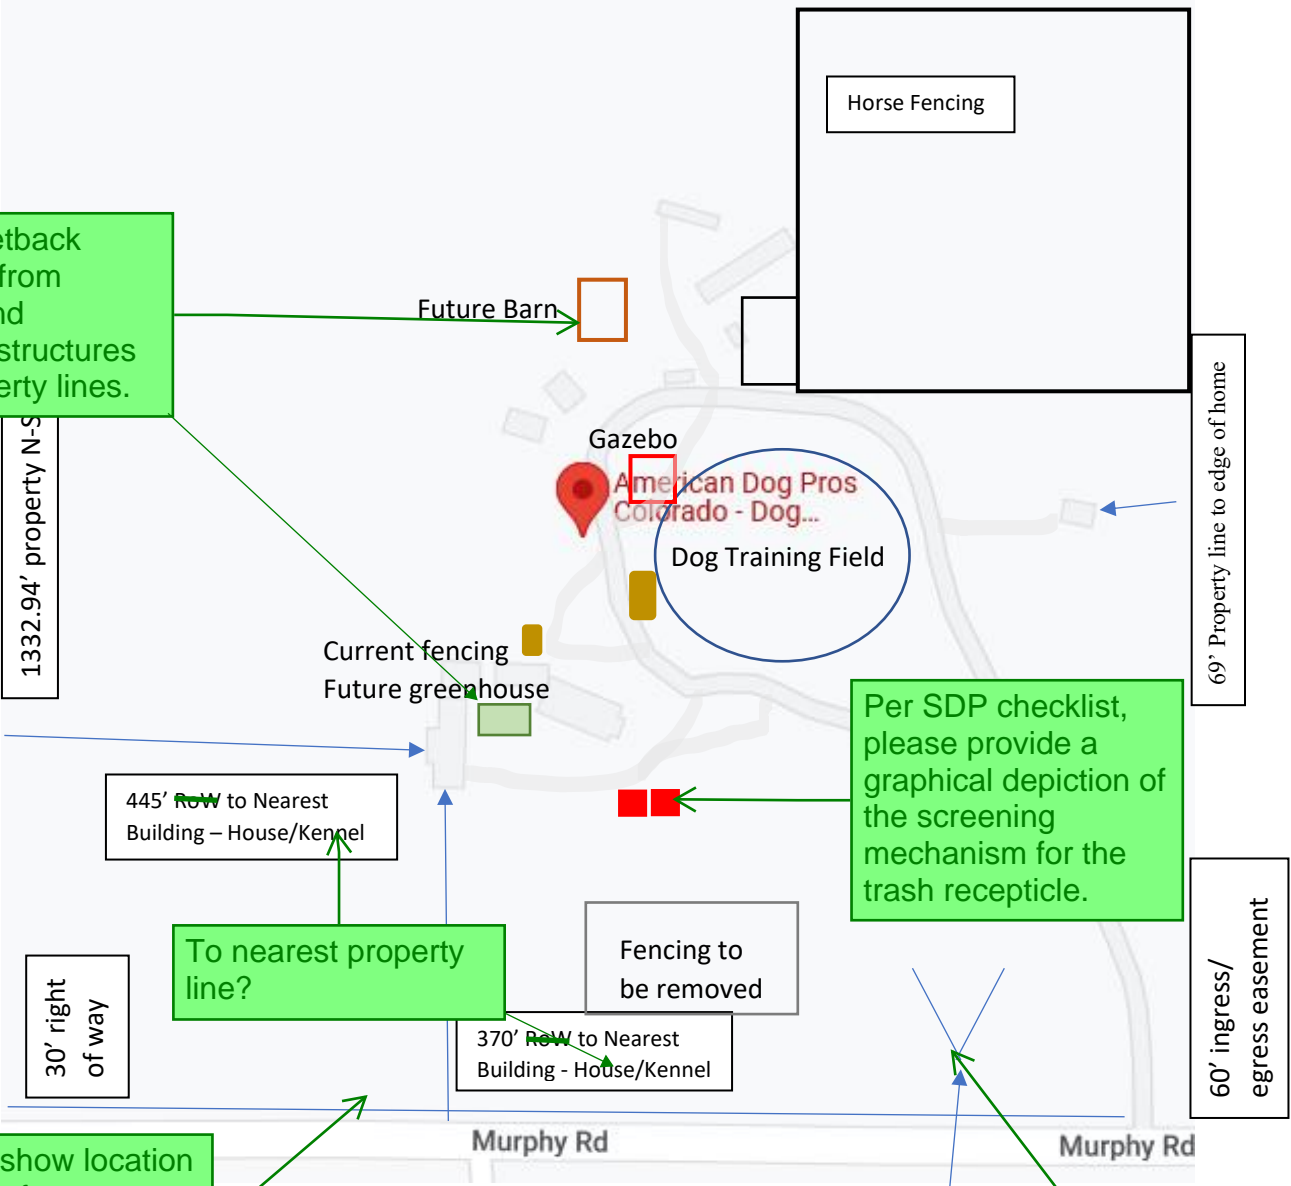 Horse Fencing
etback
from
nd
structures
erty lines.
Future Barn
69’ Property line to edge of home
1332.94’ property N-S
Gazebo
American Dog Pros
Colorado - Dog...
Dog Training Field
Current fencing
Future greenhouse
Per SDP checklist,
please provide a
graphical depiction of
the screening
mechanism for the
trash recepticle.
445’ RoW to Nearest
Building – House/Kennel
To nearest property
line?
Fencing to
be removed
30’ right
of way
370’ RoW to Nearest
Building - House/Kennel
60’ ingress/
egress easement
Murphy Rd
Murphy Rd
show location